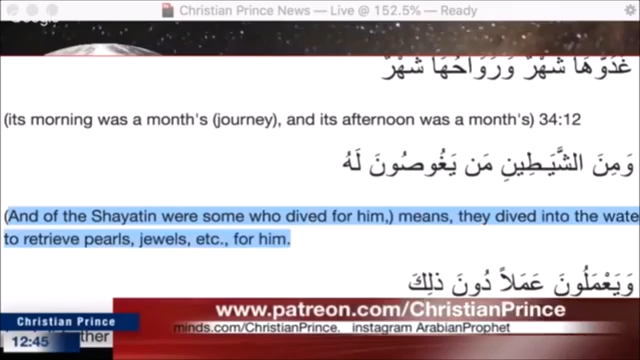 Christian Prince News — Live @ 152.5% — Ready
غُدُوُّهَا شَهْرٌ وَرَوَاحُهَا شَهْرٌ
(its morning was a month's (journey), and its afternoon was a month's) 34:12
وَمِنَ الشَّيَـطِينِ مَن يَغُوصُونَ لَهُ
(And of the Shayatin were some who dived for him,) means, they dived into the wate
to retrieve pearls, jewels, etc., for him.
وَيَعْمَلُونَ عَمَلاً دُونَ ذلِكَ
www.patreon.com/ChristianPrince
Christian Prince
minds.com/ChristianPrince. instagram ArabianProphet
12:45